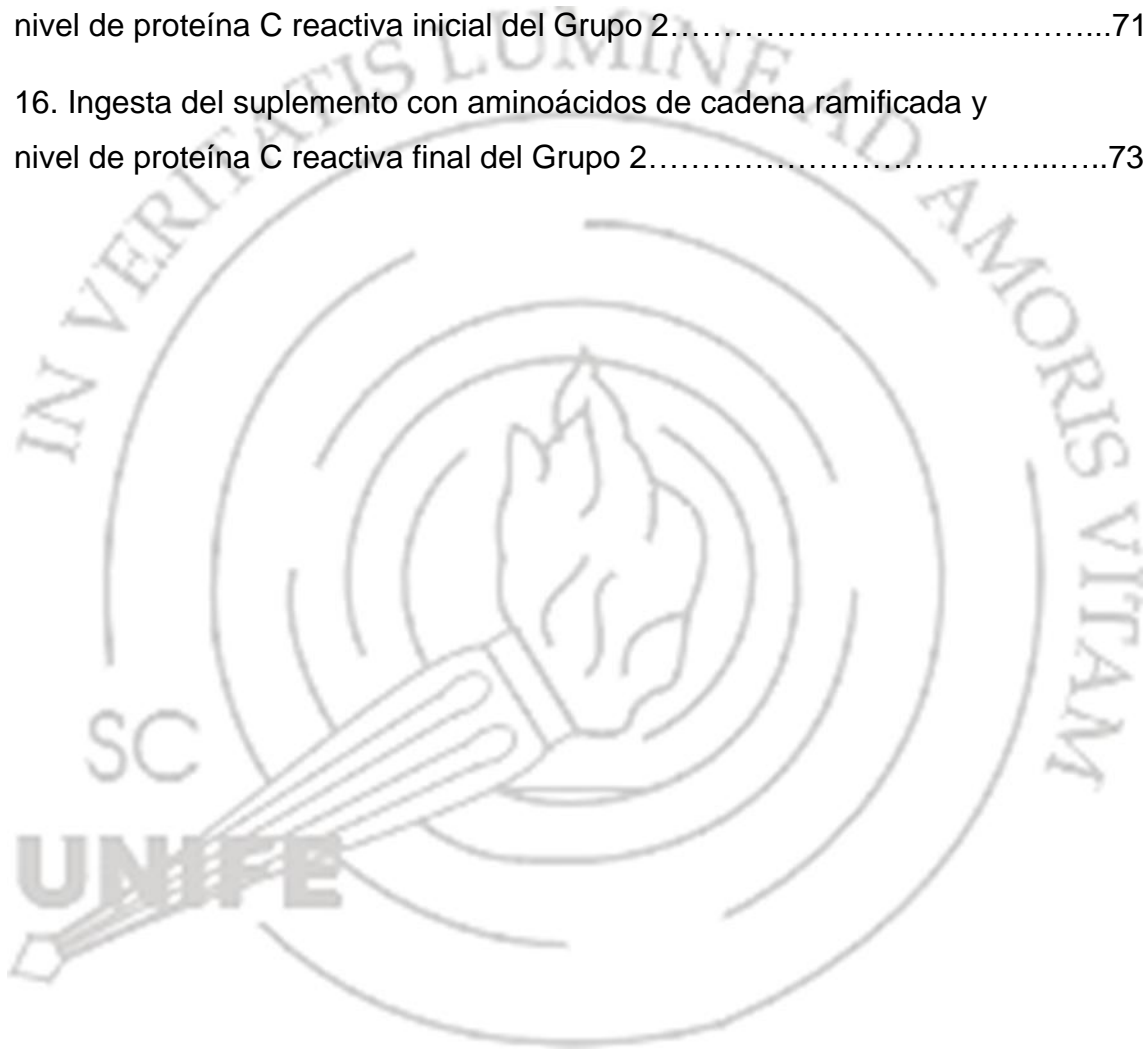 nivel de proteína C reactiva inicial del Grupo 2…………………………………...71
16. Ingesta del suplemento con aminoácidos de cadena ramificada y
nivel de proteína C reactiva final del Grupo 2………………………………...…..73
IN VERITATIS LUMINE AD AMORIS VITAM
SC
UNIFE